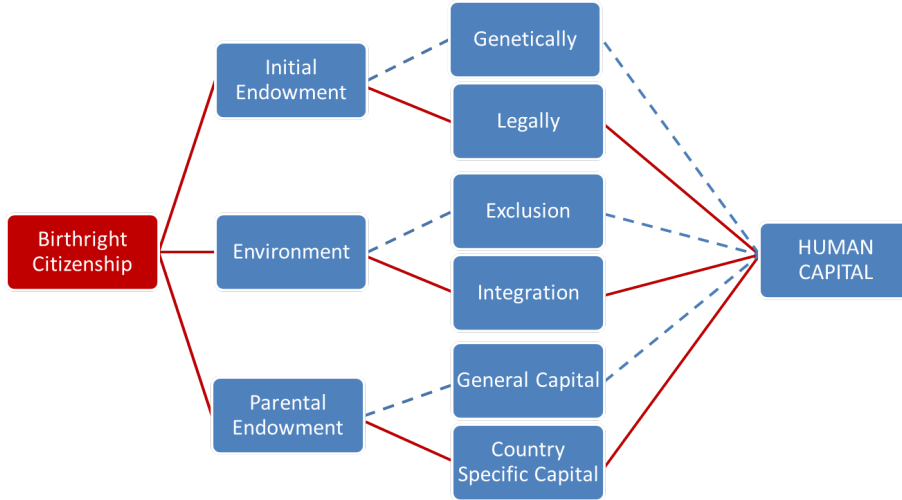 Birthright
Citizenship
Initial
Endowment
Environment
Parental
Endowment
Genetically
Legally
Exclusion
Integration
General Capital
Country
Specific Capital
HUMAN
CAPITAL